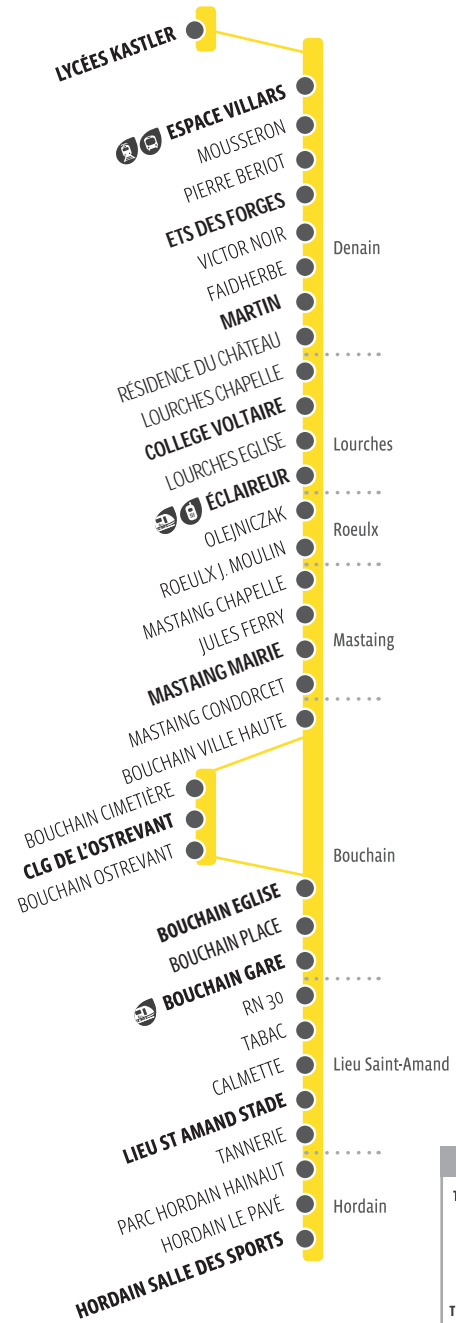 LYCÉES KASTLER
ESPACE VILLARS
MOUSSERON
PIERRE BERIOT
ETS DES FORGES
VICTOR NOIR
Denain
FAIDHERBE
MARTIN
RÉSIDENCE DU CHÂTEAU
LOURCHES CHAPELLE
COLLEGE VOLTAIRE
LOURCHES EGLISE
Lourches
ÉCLAIREUR
OLEJNICZAK
Roeulx
ROEULX J. MOULIN
MASTAING CHAPELLE
JULES FERRY
Mastaing
MASTAING MAIRIE
MASTAING CONDORCET
BOUCHAIN VILLE HAUTE
BOUCHAIN CIMETIÈRE
CLG DE L'OSTREVANT
BOUCHAIN OSTREVANT
Bouchain
BOUCHAIN EGLISE
BOUCHAIN PLACE
BOUCHAIN GARE
RN 30
TABAC
CALMETTE
Lieu Saint-Amand
LIEU ST AMAND STADE
TANNERIE
PARC HORDAIN HAINAUT
HORDAIN LE PAVÉ
Hordain
HORDAIN SALLE DES SPORTS